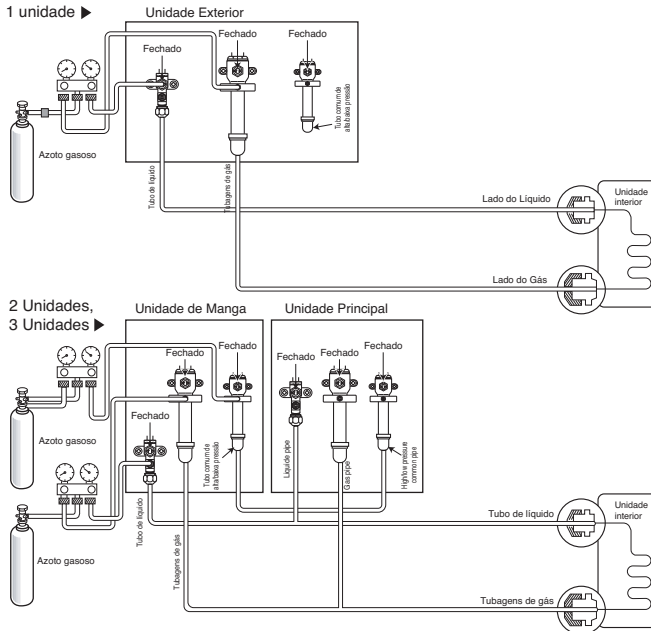 1 unidade ▶
Unidade Exterior
Fechado
Fechado
Fechado
Azoto gasoso
Tubo de líquido
Tubagens de gás
Tubo comum de
alta/baixa pressão
Lado do Líquido
Unidade
interior
Lado do Gás
2 Unidades,
3 Unidades ▶
Unidade de Manga
Unidade Principal
Fechado
Fechado
Fechado
Fechado
Fechado
Fechado
Azoto gasoso
Tubo comum de
alta/baixa pressão
Liquide pipe
Gas pipe
High/low pressure
common pipe
Azoto gasoso
Tubo de líquido
Tubagens de gás
Tubo de líquido
Unidade
interior
Tubagens de gás